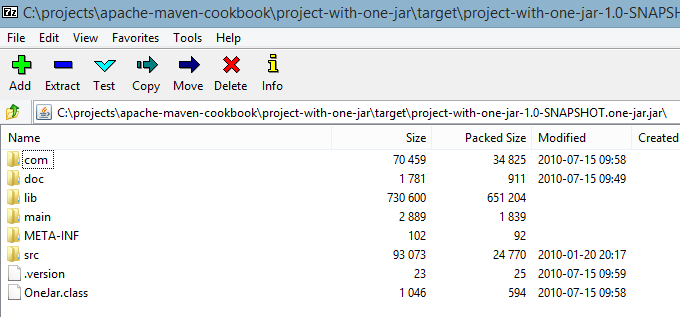 7z C:\projects\apache-maven-cookbook\project-with-one-jar\target\project-with-one-jar-1.0-SNAPSHOT.
File Edit View Favorites Tools Help
Add Extract Test Copy Move Delete Info
C:\projects\apache-maven-cookbook\project-with-one-jar\target\project-with-one-jar-1.0-SNAPSHOT.one-jar.jar\
Name Size Packed Size Modified Created
com 70 459 34 825 2010-07-15 09:58
doc 1 781 911 2010-07-15 09:49
lib 730 600 651 204
main 2 889 1 839
META-INF 102 92
src 93 073 24 770 2010-01-20 20:17
.version 23 25 2010-07-15 09:59
OneJar.class 1 046 594 2010-07-15 09:58